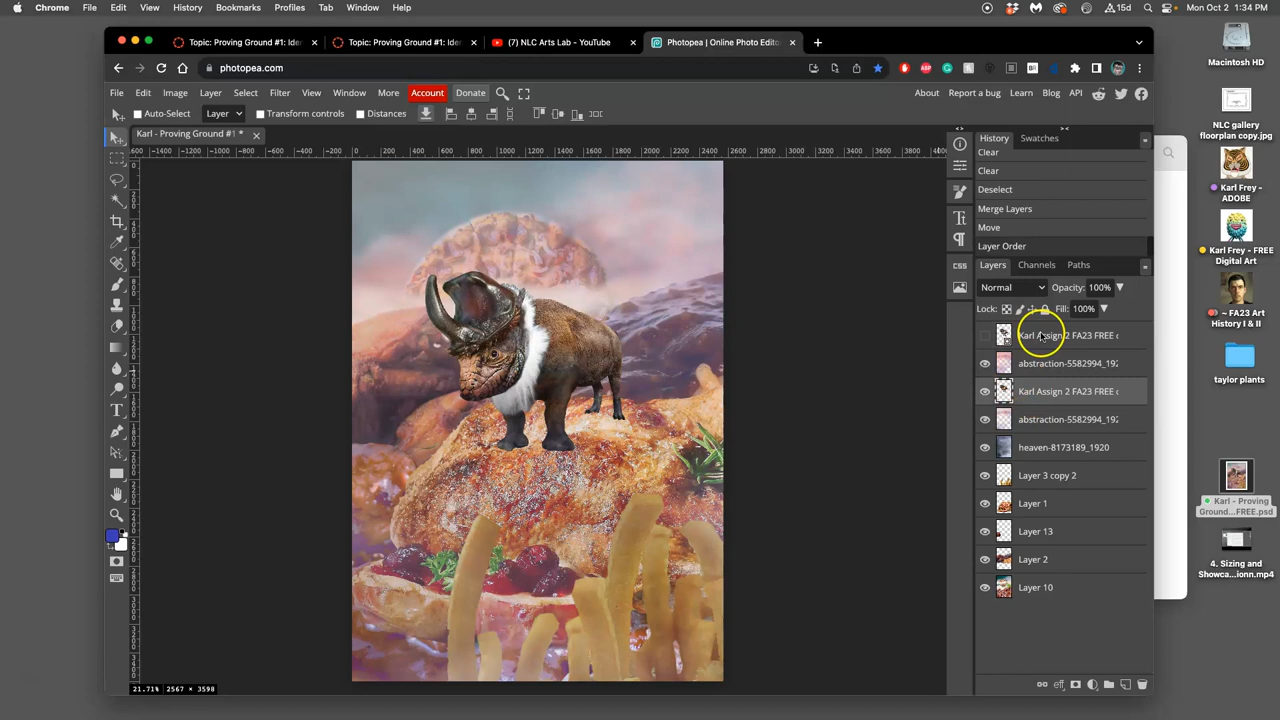 Chrome File Edit View History Bookmarks Profiles Tab Window Help 15d Mon Oct 2 1:34 PM
Topic: Proving Ground #1: Ide
Topic: Proving Ground #1: Ide
(7) NLC Arts Lab - YouTube
Photopea | Online Photo Edito
photopea.com
File Edit Image Layer Select Filter View Window More Account Donate
About Report a bug Learn Blog API
Auto-Select Layer Transform controls Distances
Karl - Proving Ground #1 *
History Swatches
Clear
Clear
Deselect
Merge Layers
Move
Layer Order
Layers Channels Paths
Normal Opacity: 100%
Lock: Fill: 100%
Karl Assign 2 FA23 FREE c
abstraction-5582994_192
Karl Assign 2 FA23 FREE c
abstraction-5582994_192
heaven-8173189_1920
Layer 3 copy 2
Layer 1
Layer 13
Layer 2
Layer 10
21.71% 2567 × 3598
Macintosh HD
NLC gallery
floorplan copy.jpg
Karl Frey -
ADOBE
Karl Frey - FREE
Digital Art
~ FA23 Art
History I & II
taylor plants
Karl - Proving
Ground...FREE.psd
4. Sizing and
Showca...ionn.mp4